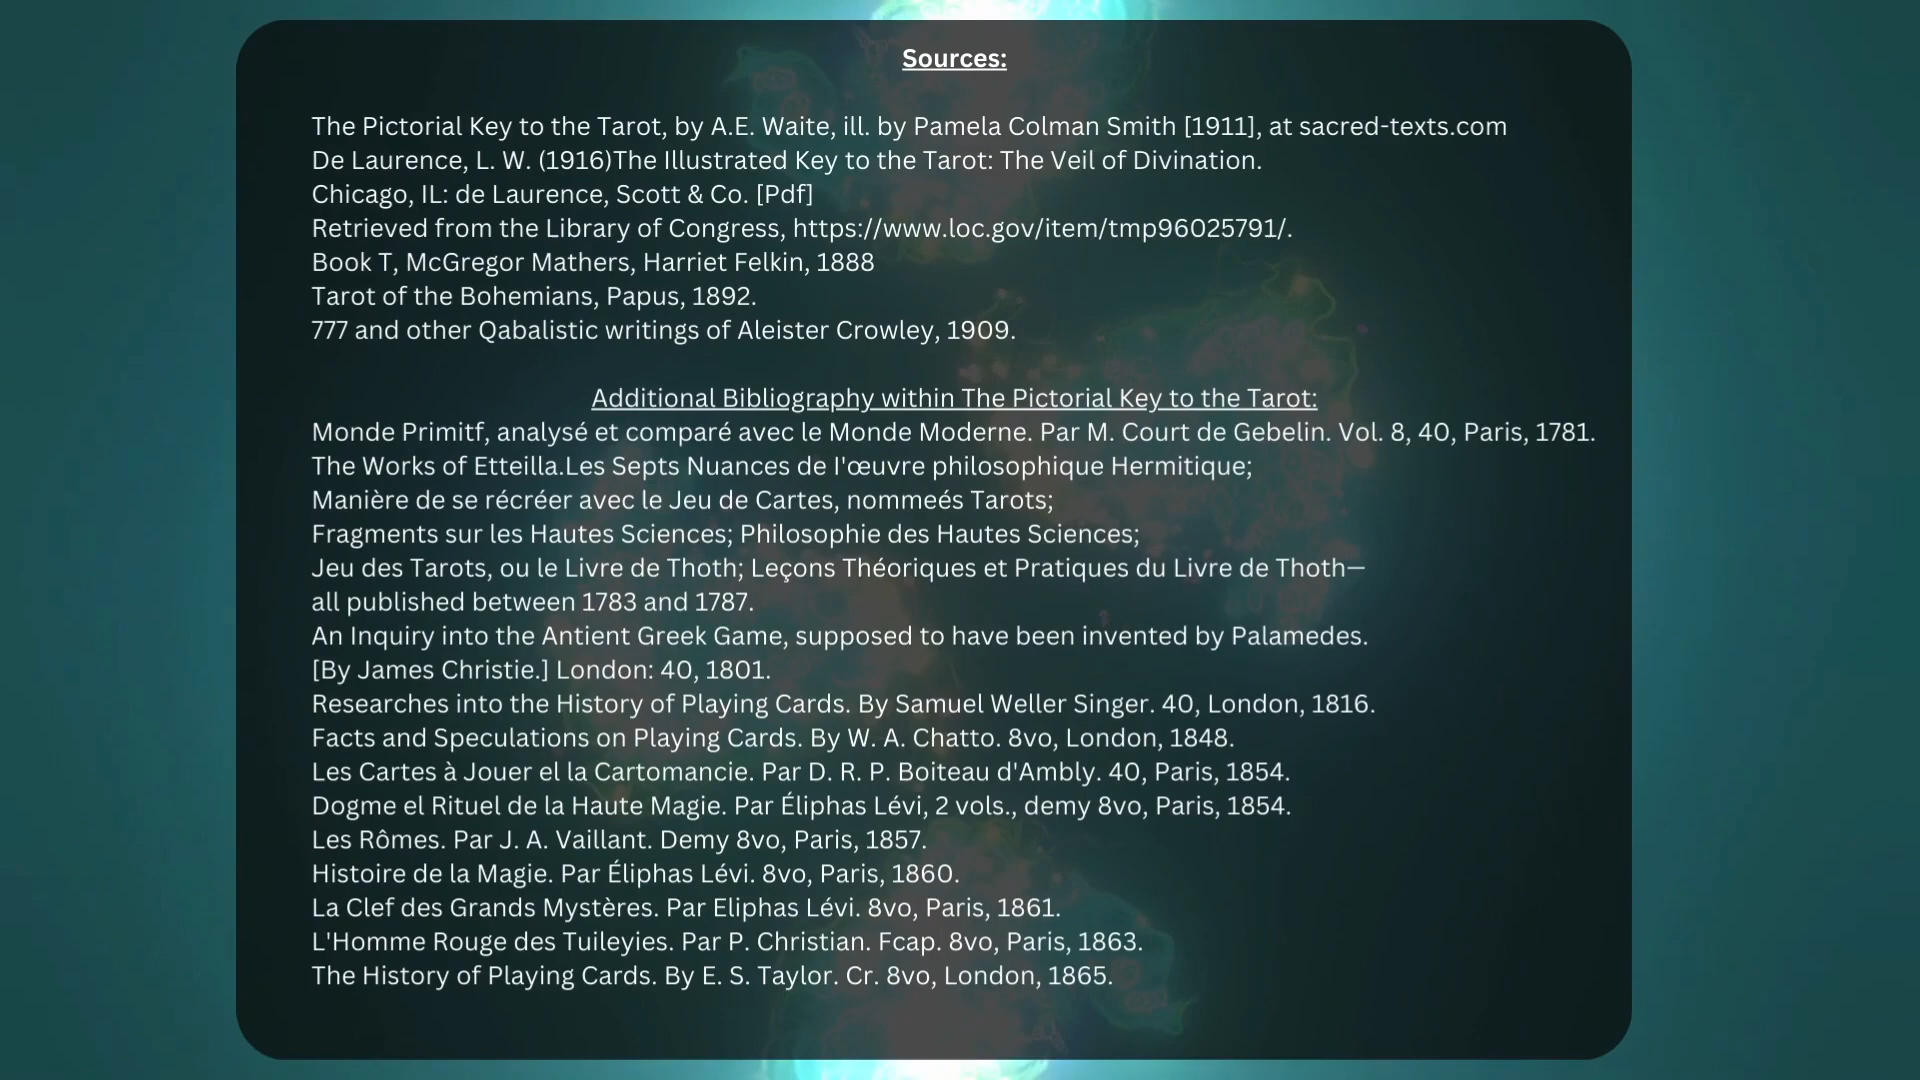 Sources:
The Pictorial Key to the Tarot, by A.E. Waite, ill. by Pamela Colman Smith [1911], at sacred-texts.com
De Laurence, L. W. (1916)The Illustrated Key to the Tarot: The Veil of Divination.
Chicago, IL: de Laurence, Scott & Co. [Pdf]
Retrieved from the Library of Congress, https://www.loc.gov/item/tmp96025791/.
Book T, McGregor Mathers, Harriet Felkin, 1888
Tarot of the Bohemians, Papus, 1892.
777 and other Qabalistic writings of Aleister Crowley, 1909.
Additional Bibliography within The Pictorial Key to the Tarot:
Monde Primitf, analysé et comparé avec le Monde Moderne. Par M. Court de Gebelin. Vol. 8, 40, Paris, 1781.
The Works of Etteilla.Les Septs Nuances de I'œuvre philosophique Hermitique;
Manière de se récréer avec le Jeu de Cartes, nommeés Tarots;
Fragments sur les Hautes Sciences; Philosophie des Hautes Sciences;
Jeu des Tarots, ou le Livre de Thoth; Leçons Théoriques et Pratiques du Livre de Thoth—
all published between 1783 and 1787.
An Inquiry into the Antient Greek Game, supposed to have been invented by Palamedes.
[By James Christie.] London: 40, 1801.
Researches into the History of Playing Cards. By Samuel Weller Singer. 40, London, 1816.
Facts and Speculations on Playing Cards. By W. A. Chatto. 8vo, London, 1848.
Les Cartes à Jouer el la Cartomancie. Par D. R. P. Boiteau d'Ambly. 40, Paris, 1854.
Dogme el Rituel de la Haute Magie. Par Éliphas Lévi, 2 vols., demy 8vo, Paris, 1854.
Les Rômes. Par J. A. Vaillant. Demy 8vo, Paris, 1857.
Histoire de la Magie. Par Éliphas Lévi. 8vo, Paris, 1860.
La Clef des Grands Mystères. Par Eliphas Lévi. 8vo, Paris, 1861.
L'Homme Rouge des Tuileyies. Par P. Christian. Fcap. 8vo, Paris, 1863.
The History of Playing Cards. By E. S. Taylor. Cr. 8vo, London, 1865.